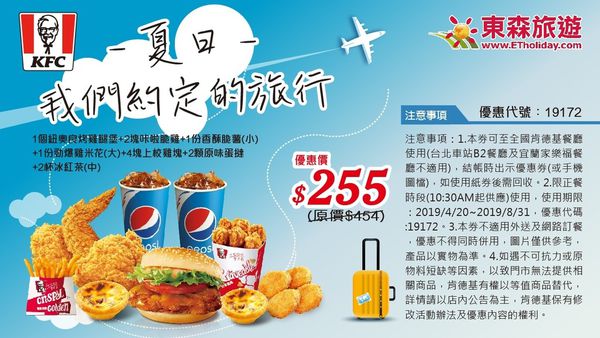 KFC
東森旅遊
www.ETholiday.com
夏日
我們約定的旅行
1個紐奧良烤雞腿堡+2塊咔啦脆雞+1份香酥脆薯(小)
+1份勁爆雞米花(大)+4塊上校雞塊+2顆原味蛋撻
+2杯冰紅茶(中)
優惠價
$255
(原價$454)
注意事項
優惠代號：19172
注意事項：1.本券可至全國肯德基餐廳
使用(台北車站B2餐廳及宜蘭家樂福餐
廳不適用)，結帳時出示優惠券(或手機
圖檔)，如使用紙券後需回收。2.限正餐
時段(10:30AM起供應)使用，使用期限
：2019/4/20~2019/8/31，優惠代碼
:19172。3.本券不適用外送及網路訂餐
，優惠不得同時併用，圖片僅供參考，
產品以實物為準。4.如遇不可抗力或原
物料短缺等因素，以致門市無法提供相
關商品，肯德基有權以等值商品替代，
詳情請以店內公告為主，肯德基保有修
改活動辦法及優惠內容的權利。
pepsi
pepsi
KFC
crispy
Golden